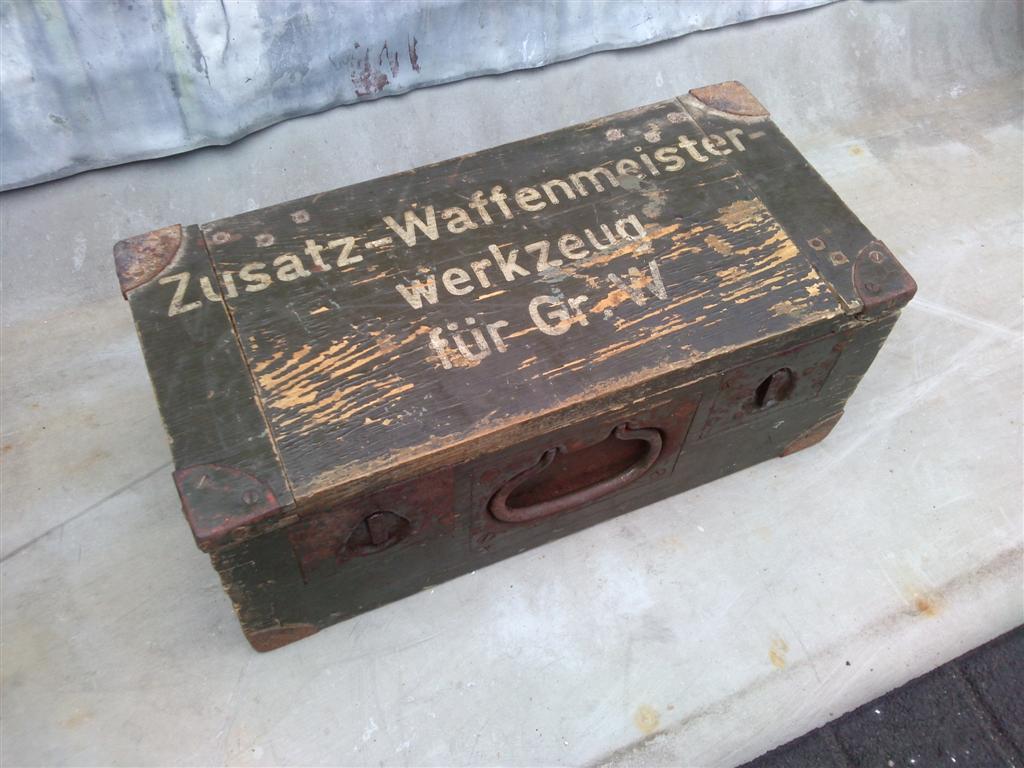 Zusatz-Waffenmeister-
werkzeug
für Gr. W